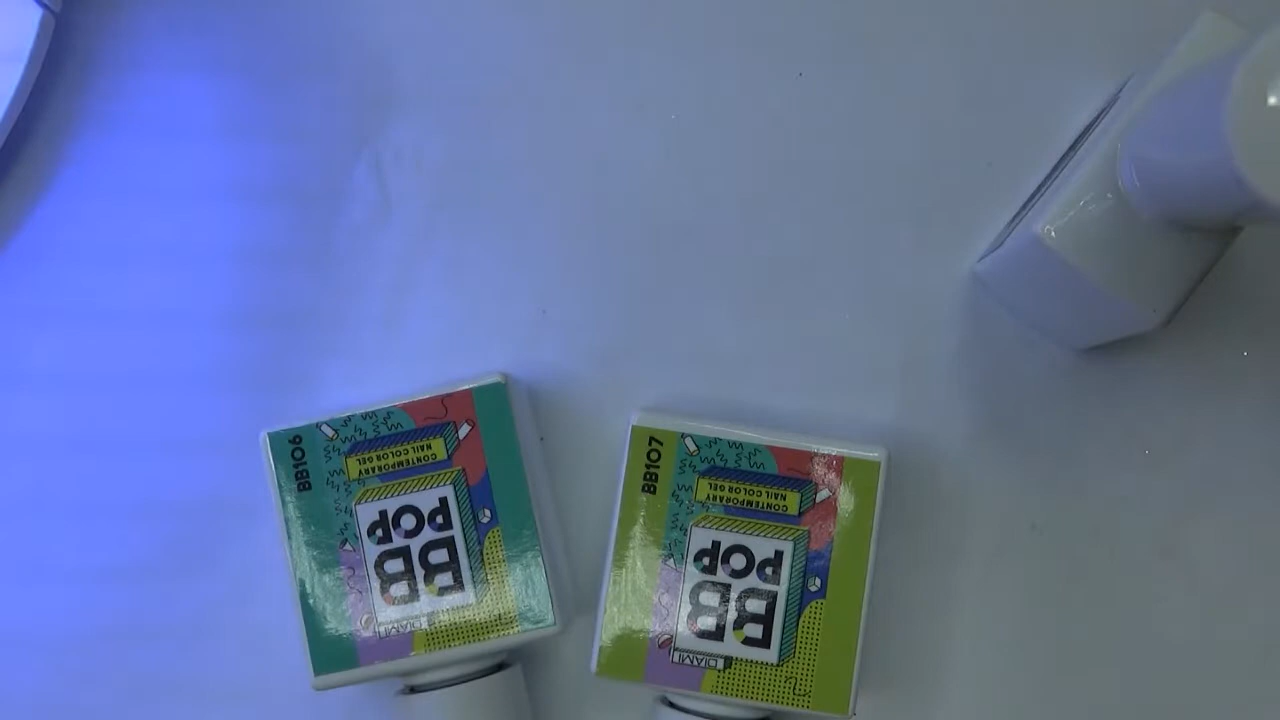 BB106
CONTEMPORARY
NAIL COLOR GEL
BB
POP
DIAMI
BB107
CONTEMPORARY
NAIL COLOR GEL
BB
POP
DIAMI